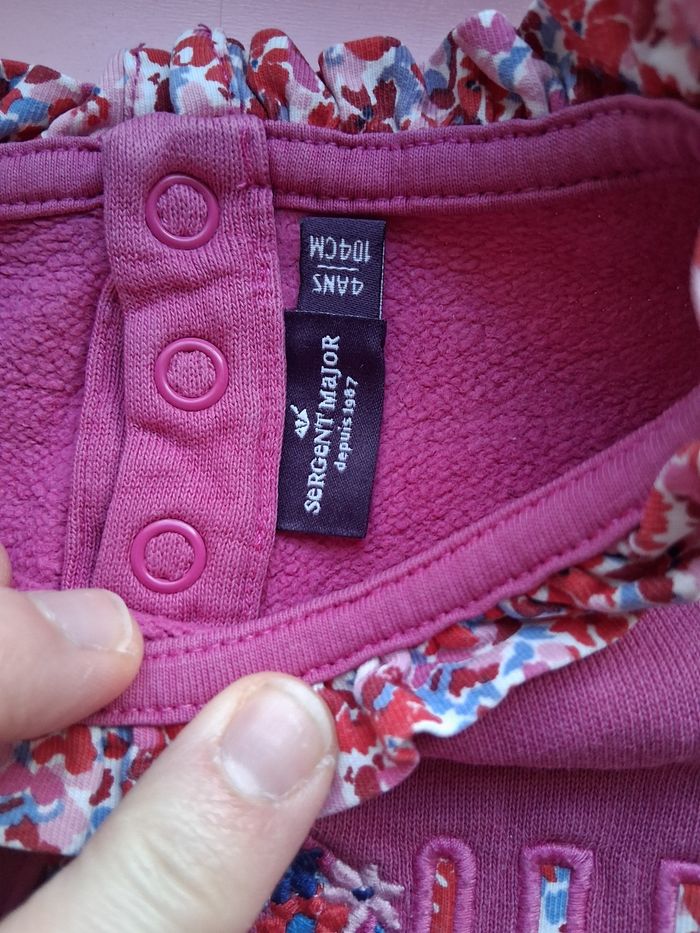 4ANS
104CM
SeRGeNT MajoR
depuis 1987